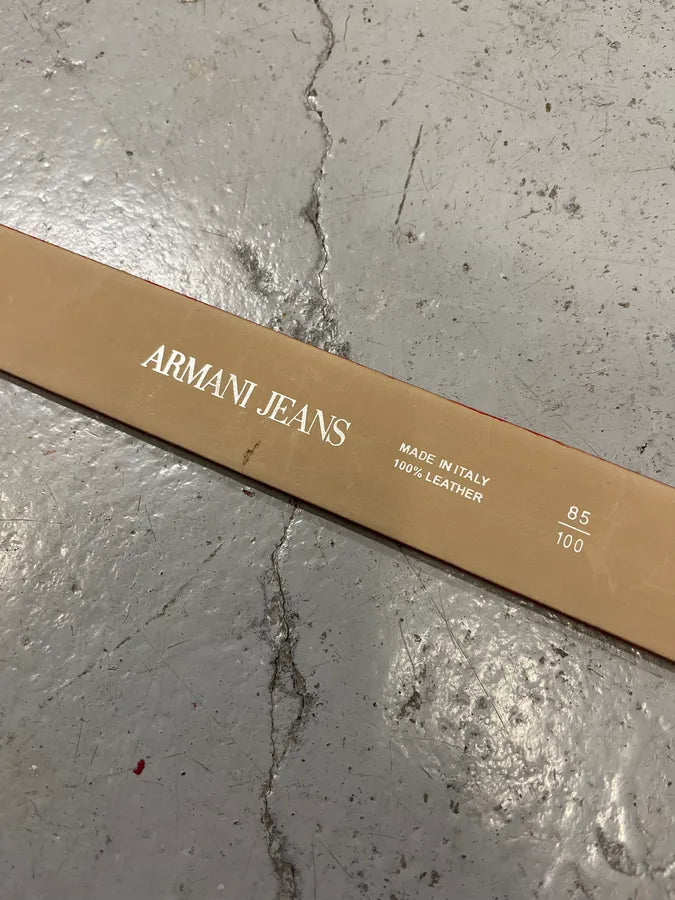 ARMANI JEANS
MADE IN ITALY
100% LEATHER
85
100